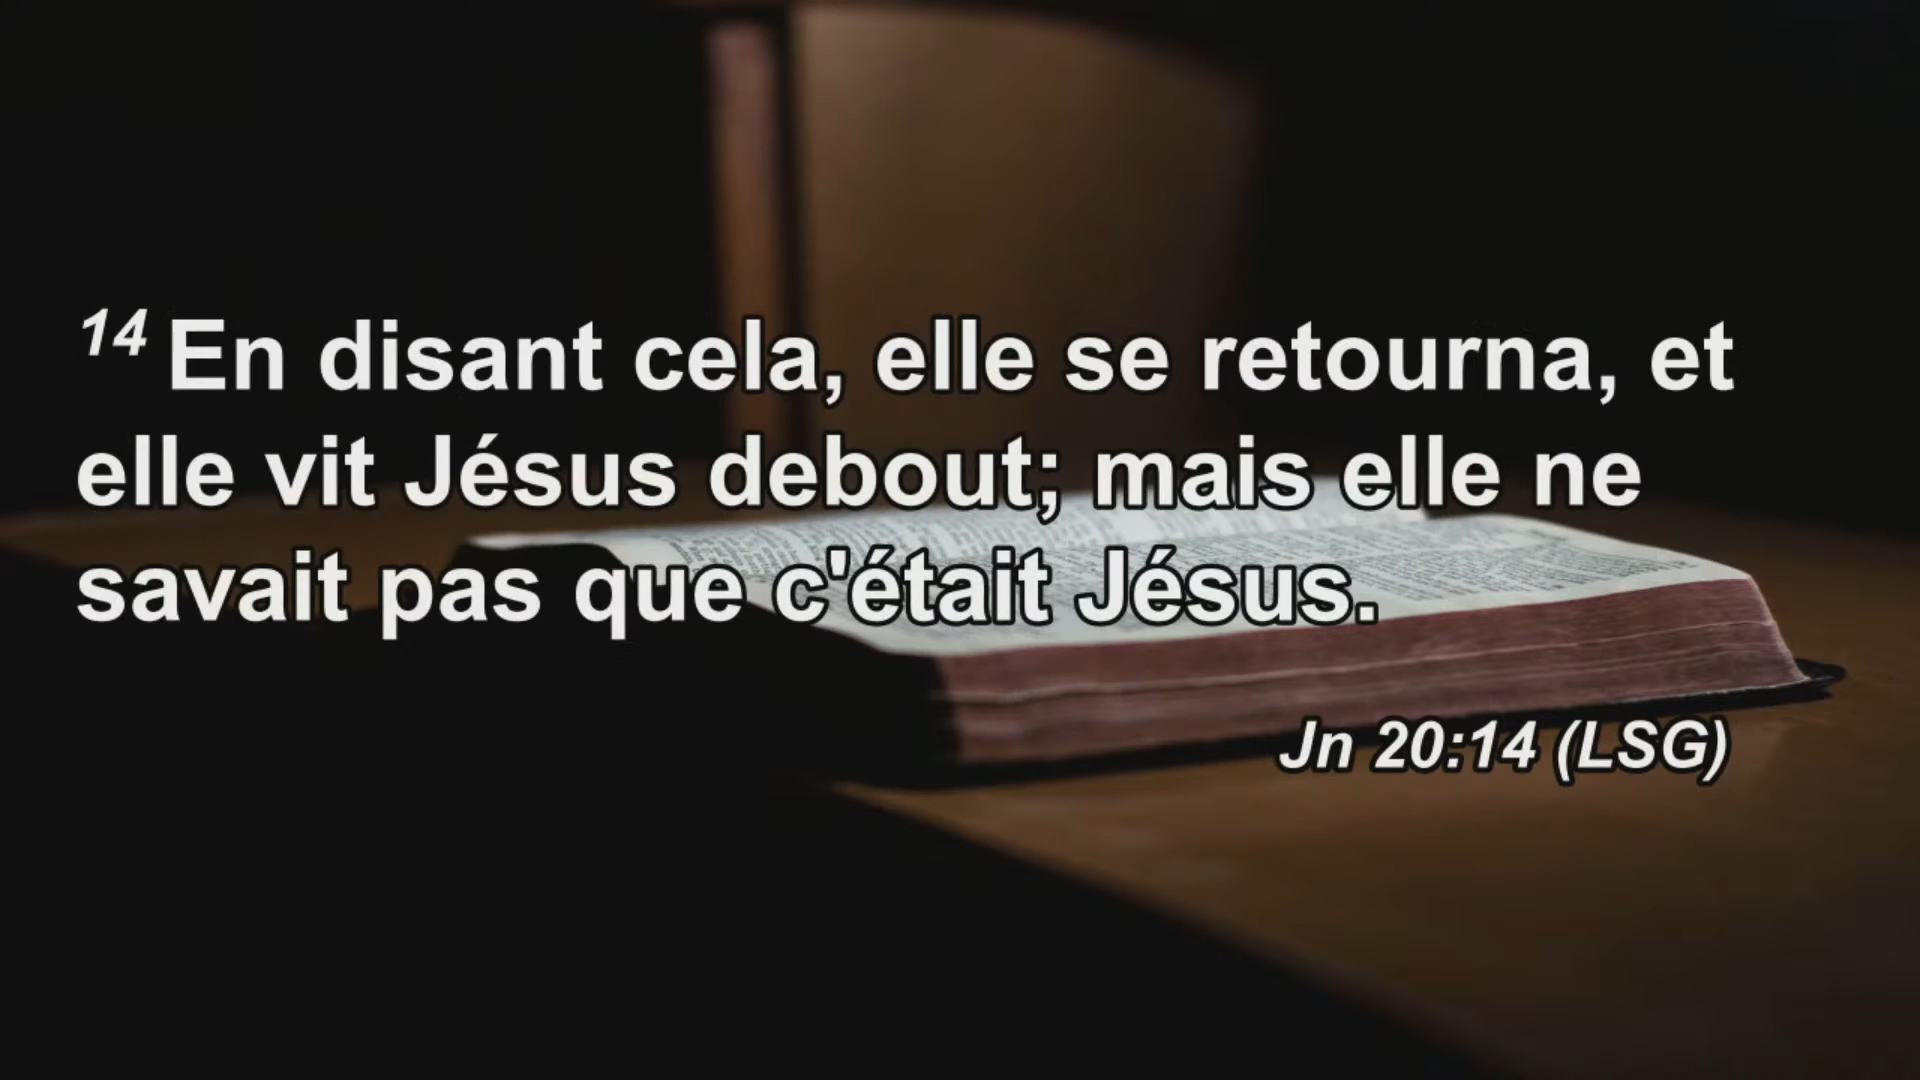 14 En disant cela, elle se retourna, et
elle vit Jésus debout; mais elle ne
savait pas que c'était Jésus.
Jn 20:14 (LSG)